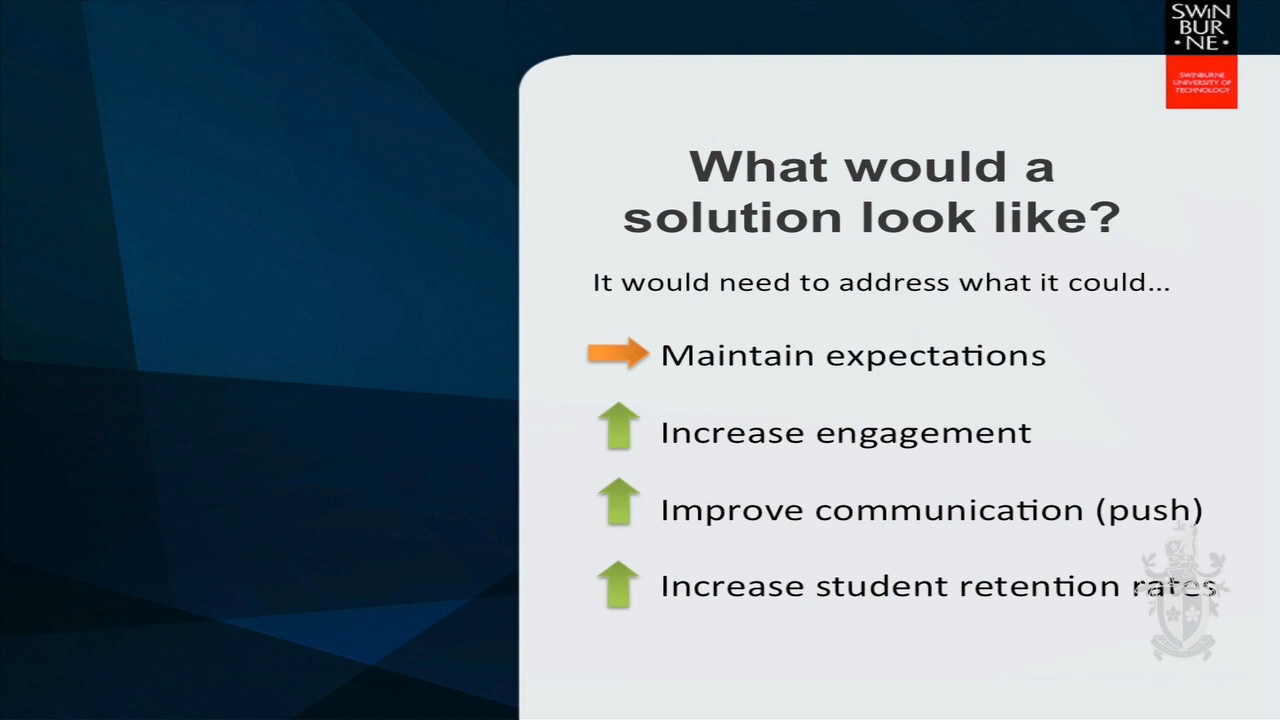 SWIN
BUR
• NE •
SWINBURNE
UNIVERSITY OF
TECHNOLOGY
What would a
solution look like?
It would need to address what it could...
Maintain expectations
Increase engagement
Improve communication (push)
Increase student retention rates